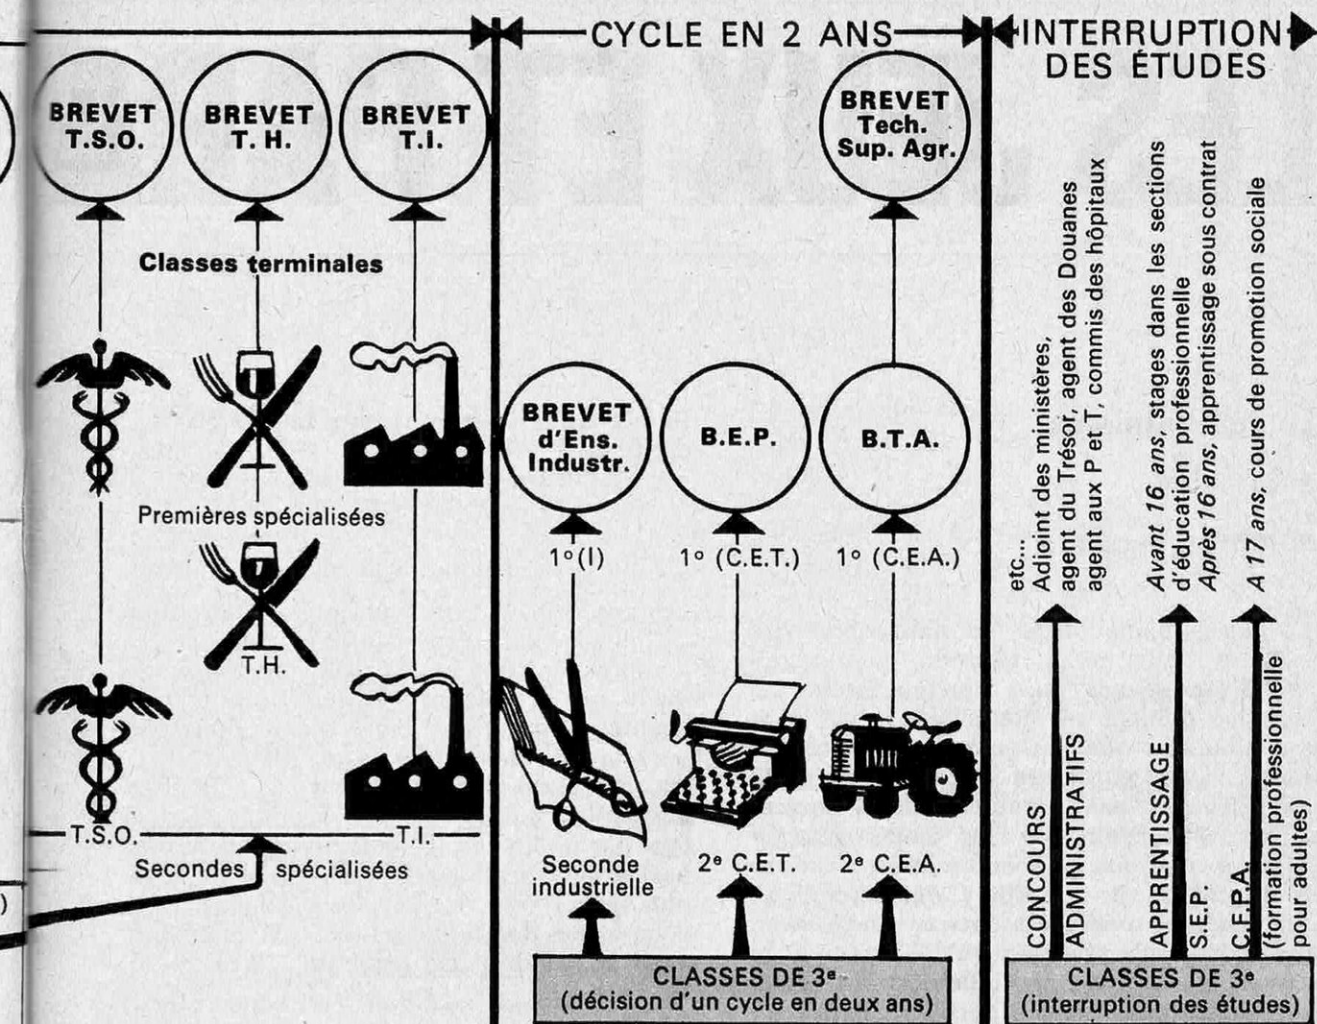 CYCLE EN 2 ANS
INTERRUPTION
DES ÉTUDES
BREVET
T.S.O.
BREVET
T. H.
BREVET
T.I.
BREVET
Tech.
Sup. Agr.
Classes terminales
Premières spécialisées
T.H.
T.S.O.
T.I.
Secondes spécialisées
)
BREVET
d'Ens.
Industr.
B.E.P.
B.T.A.
1º (I)
1º (C.E.T.)
1º (C.E.A.)
Seconde
industrielle
2e C.E.T.
2e C.E.A.
CLASSES DE 3e
(décision d'un cycle en deux ans)
etc...
Adjoint des ministères,
agent du Trésor, agent des Douanes
agent aux P et T, commis des hôpitaux
Avant 16 ans, stages dans les sections
d'éducation professionnelle
Après 16 ans, apprentissage sous contrat
A 17 ans, cours de promotion sociale
CONCOURS
ADMINISTRATIFS
APPRENTISSAGE
S.E.P.
C.F.P.A.
(formation professionnelle
pour adultes)
CLASSES DE 3e
(interruption des études)